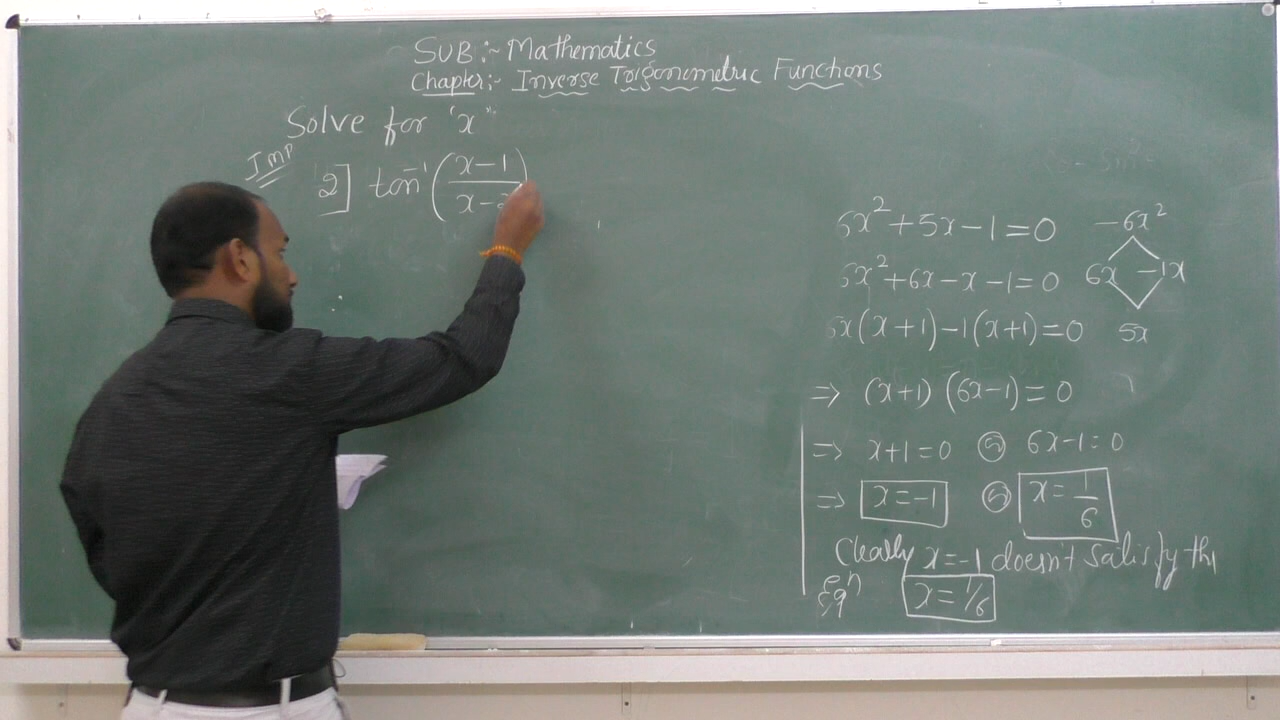 SUB:- Mathematics
Chapter:- Inverse Trigonometric Functions
Solve for 'x'
Imp
2] tan⁻¹(x-1/x-2)
6x²+5x-1=0 -6x²
6x²+6x-x-1=0 6x -1x
6x(x+1)-1(x+1)=0 5x
=> (x+1) (6x-1)=0
=> x+1=0 or 6x-1=0
=> x=-1 or x=1/6
Clearly x=-1 doesn't satisfy the
eqn x=1/6